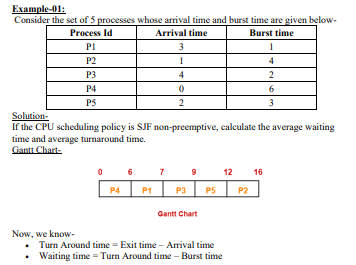 Example-01:
Consider the set of 5 processes whose arrival time and burst time are given below-
Process Id Arrival time Burst time
P1 3 1
P2 1 4
P3 4 2
P4 0 6
P5 2 3
Solution-
If the CPU scheduling policy is SJF non-preemptive, calculate the average waiting
time and average turnaround time.
Gantt Chart-
0 6 7 9 12 16
P4 P1 P3 P5 P2
Gantt Chart
Now, we know-
• Turn Around time = Exit time – Arrival time
• Waiting time = Turn Around time – Burst time